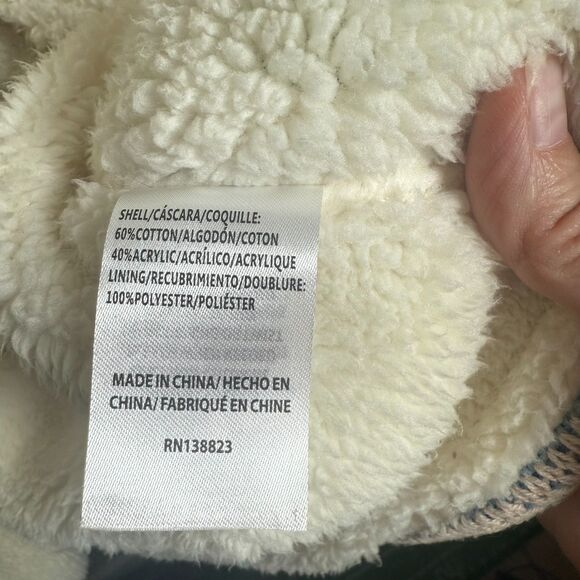 SHELL/CÁSCARA/COQUILLE:
60%COTTON/ALGODÓN/COTON
40%ACRYLIC/ACRÍLICO/ACRYLIQUE
LINING/RECUBRIMIENTO/DOUBLURE:
100%POLYESTER/POLIÉSTER
MADE IN CHINA/ HECHO EN
CHINA/ FABRIQUÉ EN CHINE
RN138823